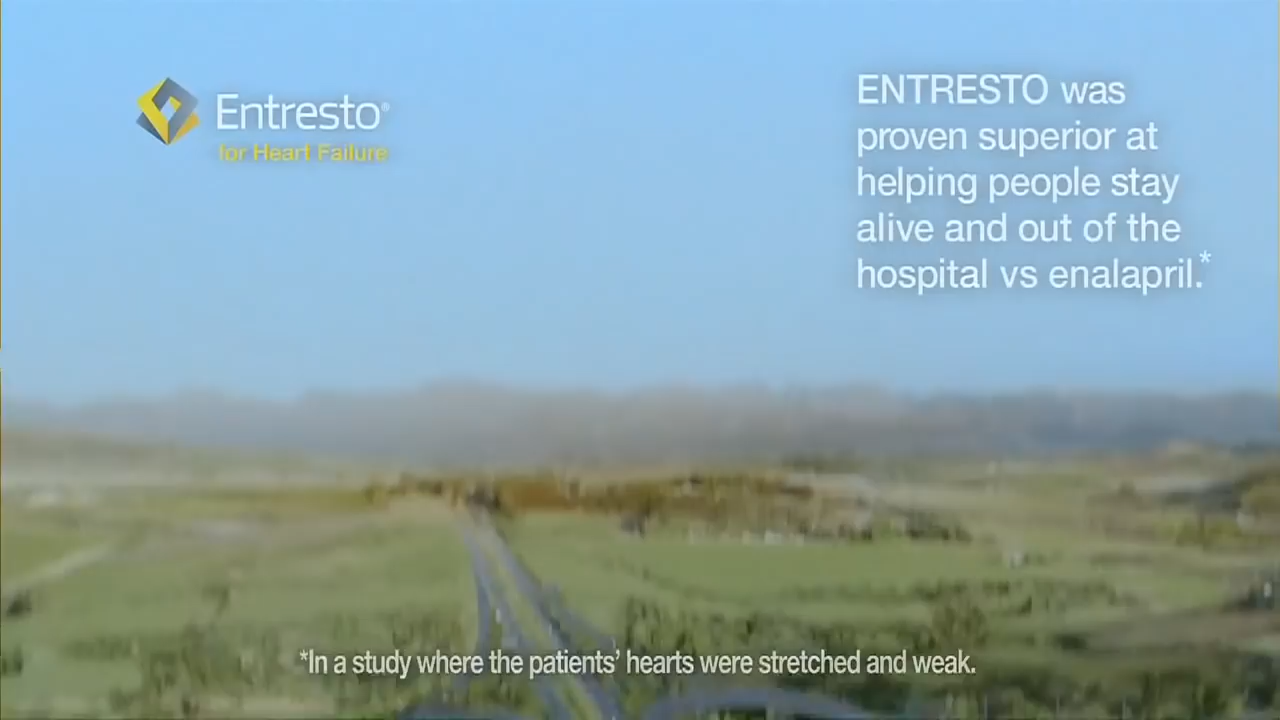 Entresto®
for Heart Failure
ENTRESTO was
proven superior at
helping people stay
alive and out of the
hospital vs enalapril.*
*In a study where the patients' hearts were stretched and weak.